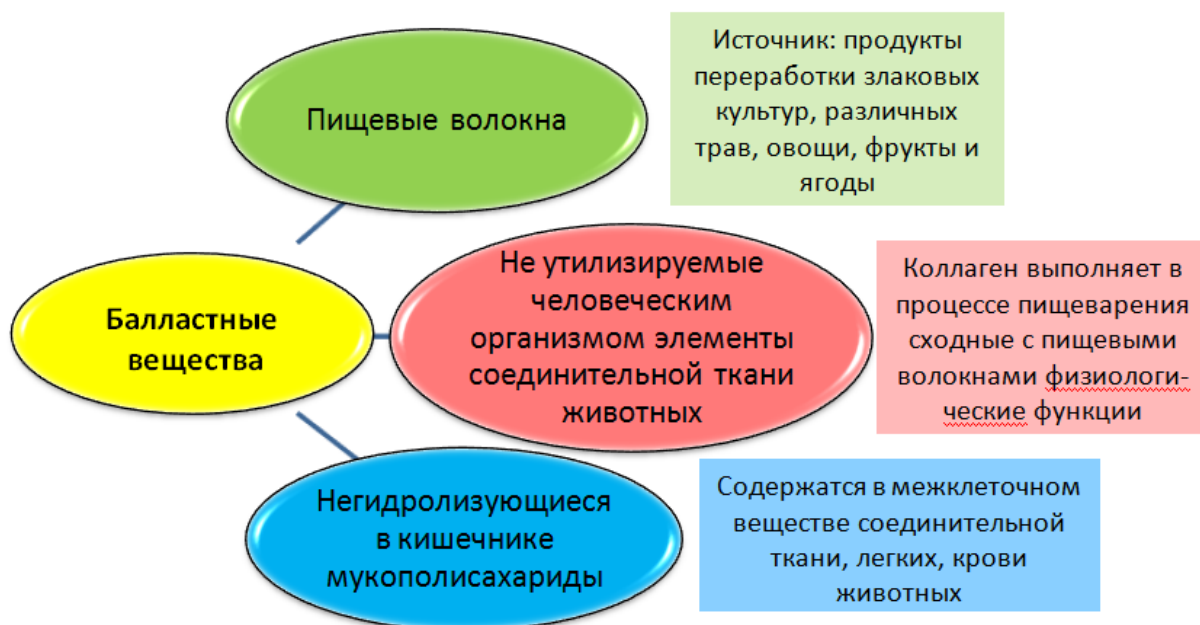 Пищевые волокна
Источник: продукты
переработки злаковых
культур, различных
трав, овощи, фрукты и
ягоды
Балластные
вещества
Не утилизируемые
человеческим
организмом элементы
соединительной ткани
животных
Коллаген выполняет в
процессе пищеварения
сходные с пищевыми
волокнами физиологи-
ческие функции
Негидролизующиеся
в кишечнике
мукополисахариды
Содержатся в межклеточном
веществе соединительной
ткани, легких, крови
животных